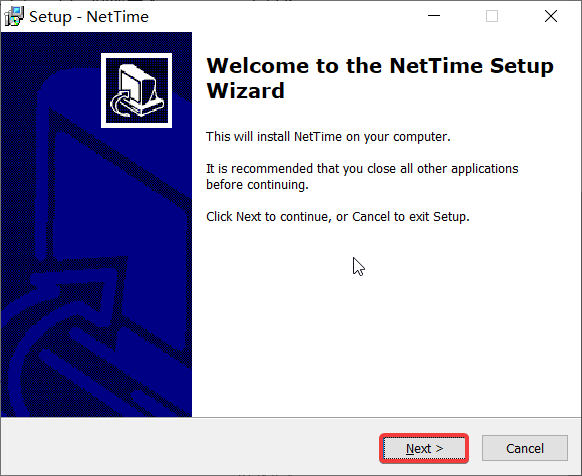 Setup - NetTime
Welcome to the NetTime Setup
Wizard
This will install NetTime on your computer.
It is recommended that you close all other applications
before continuing.
Click Next to continue, or Cancel to exit Setup.
Next >
Cancel